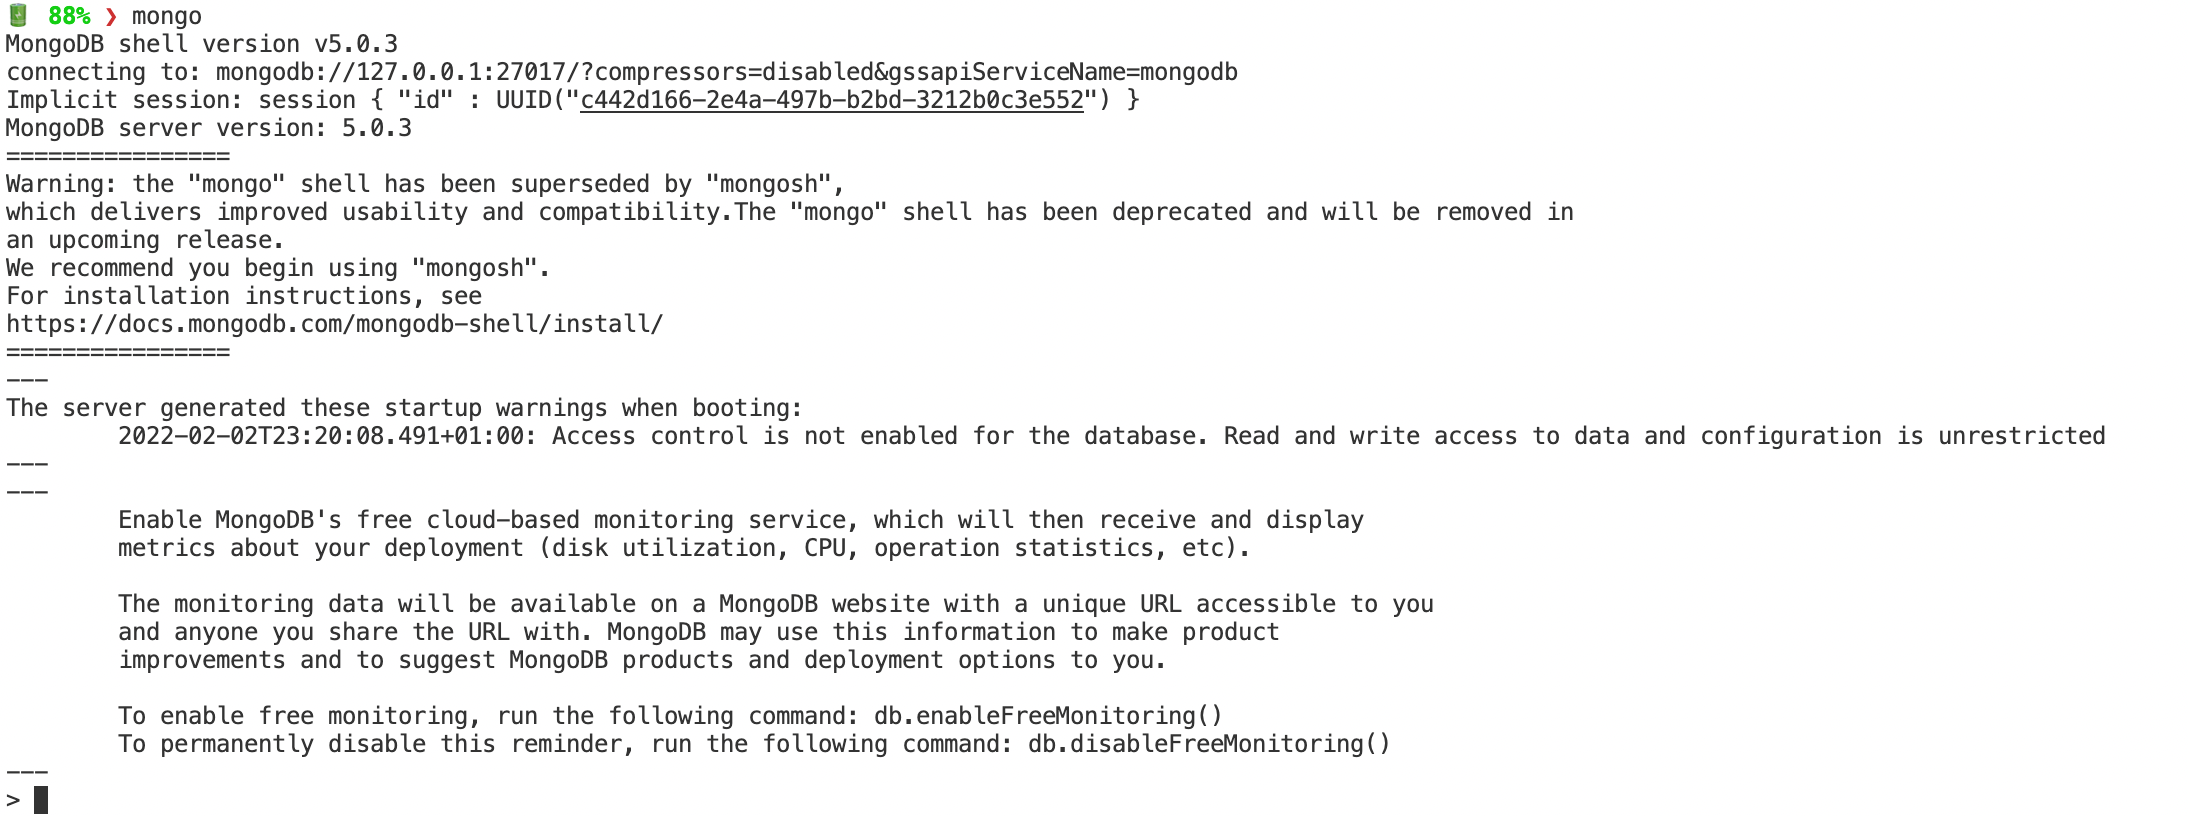 88% ❯ mongo
MongoDB shell version v5.0.3
connecting to: mongodb://127.0.0.1:27017/?compressors=disabled&gssapiServiceName=mongodb
Implicit session: session { "id" : UUID("c442d166-2e4a-497b-b2bd-3212b0c3e552") }
MongoDB server version: 5.0.3
================
Warning: the "mongo" shell has been superseded by "mongosh",
which delivers improved usability and compatibility.The "mongo" shell has been deprecated and will be removed in
an upcoming release.
We recommend you begin using "mongosh".
For installation instructions, see
https://docs.mongodb.com/mongodb-shell/install/
================
---
The server generated these startup warnings when booting:
        2022-02-02T23:20:08.491+01:00: Access control is not enabled for the database. Read and write access to data and configuration is unrestricted
---
---
        Enable MongoDB's free cloud-based monitoring service, which will then receive and display
        metrics about your deployment (disk utilization, CPU, operation statistics, etc).

        The monitoring data will be available on a MongoDB website with a unique URL accessible to you
        and anyone you share the URL with. MongoDB may use this information to make product
        improvements and to suggest MongoDB products and deployment options to you.

        To enable free monitoring, run the following command: db.enableFreeMonitoring()
        To permanently disable this reminder, run the following command: db.disableFreeMonitoring()
---
>